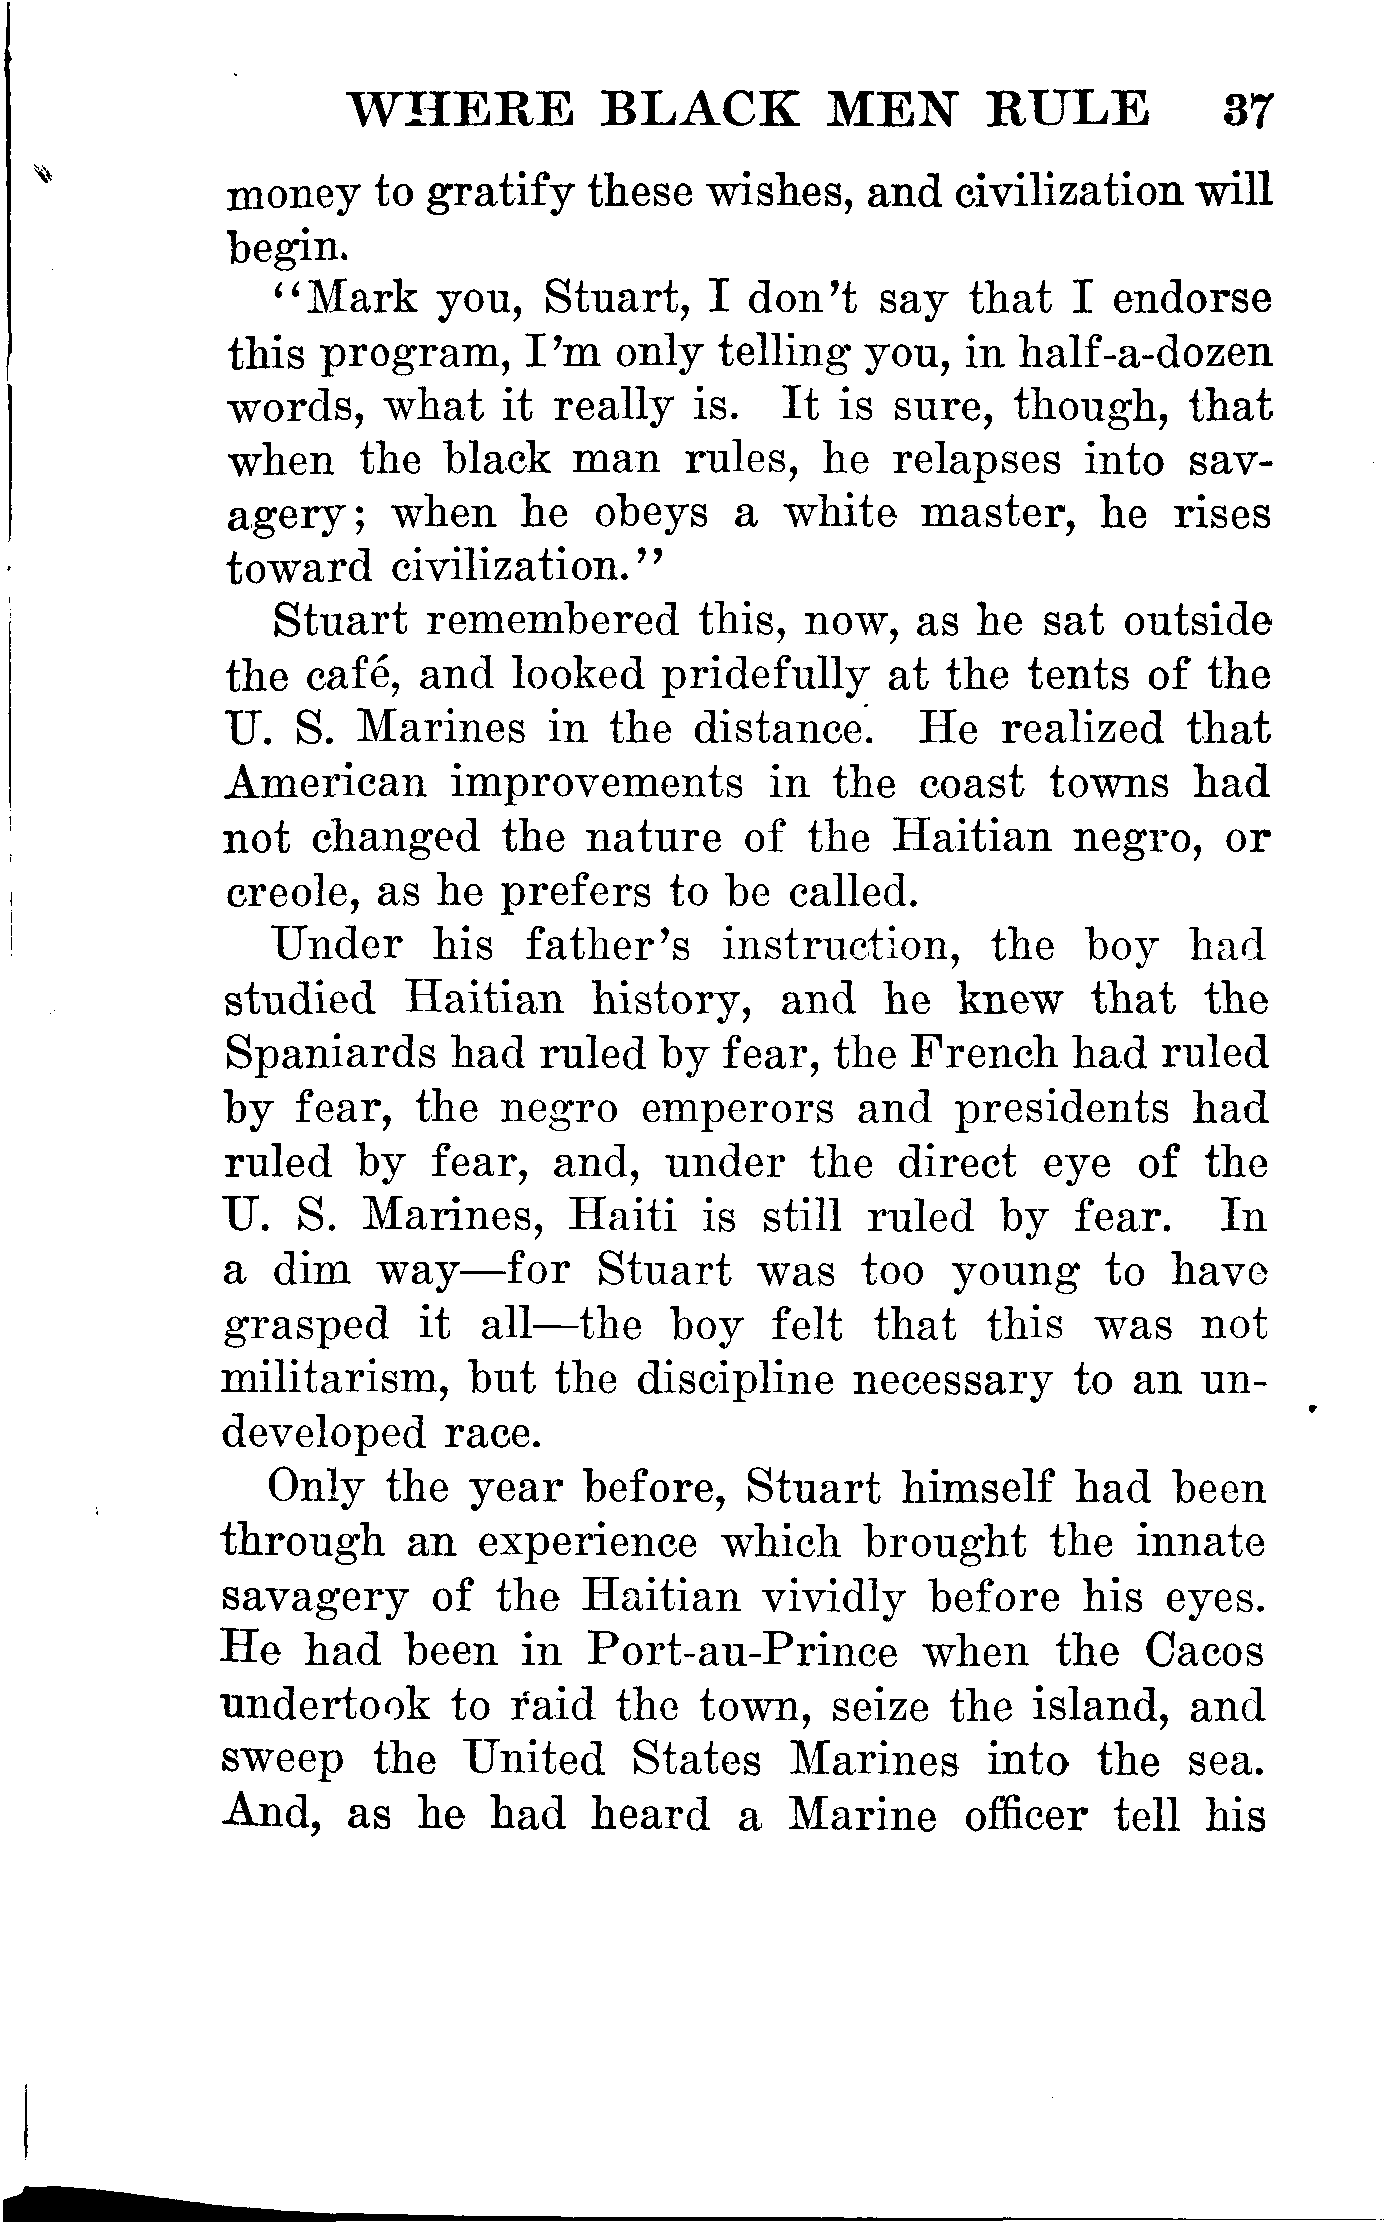 WHERE BLACK MEN RULE 37
money to gratify these wishes, and civilization will
begin.
"Mark you, Stuart, I don't say that I endorse
this program, I'm only telling you, in half-a-dozen
words, what it really is. It is sure, though, that
when the black man rules, he relapses into sav-
agery; when he obeys a white master, he rises
toward civilization."
Stuart remembered this, now, as he sat outside
the café, and looked pridefully at the tents of the
U. S. Marines in the distance. He realized that
American improvements in the coast towns had
not changed the nature of the Haitian negro, or
creole, as he prefers to be called.
Under his father's instruction, the boy had
studied Haitian history, and he knew that the
Spaniards had ruled by fear, the French had ruled
by fear, the negro emperors and presidents had
ruled by fear, and, under the direct eye of the
U. S. Marines, Haiti is still ruled by fear. In
a dim way—for Stuart was too young to have
grasped it all—the boy felt that this was not
militarism, but the discipline necessary to an un-
developed race.
Only the year before, Stuart himself had been
through an experience which brought the innate
savagery of the Haitian vividly before his eyes.
He had been in Port-au-Prince when the Cacos
undertook to raid the town, seize the island, and
sweep the United States Marines into the sea.
And, as he had heard a Marine officer tell his